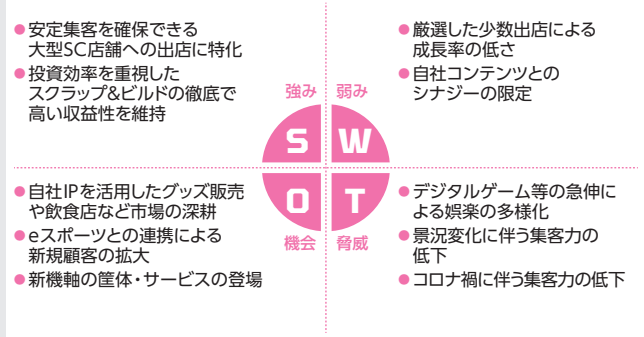 ●安定集客を確保できる
大型SC店舗への出店に特化
●投資効率を重視した
スクラップ&ビルドの徹底で
高い収益性を維持
強み
S
●厳選した少数出店による
成長率の低さ
●自社コンテンツとの
シナジーの限定
弱み
W
●自社IPを活用したグッズ販売
や飲食店など市場の深耕
●eスポーツとの連携による
新規顧客の拡大
●新機軸の筐体・サービスの登場
O
機会
●デジタルゲーム等の急伸に
よる娯楽の多様化
●景況変化に伴う集客力の
低下
●コロナ禍に伴う集客力の低下
T
脅威